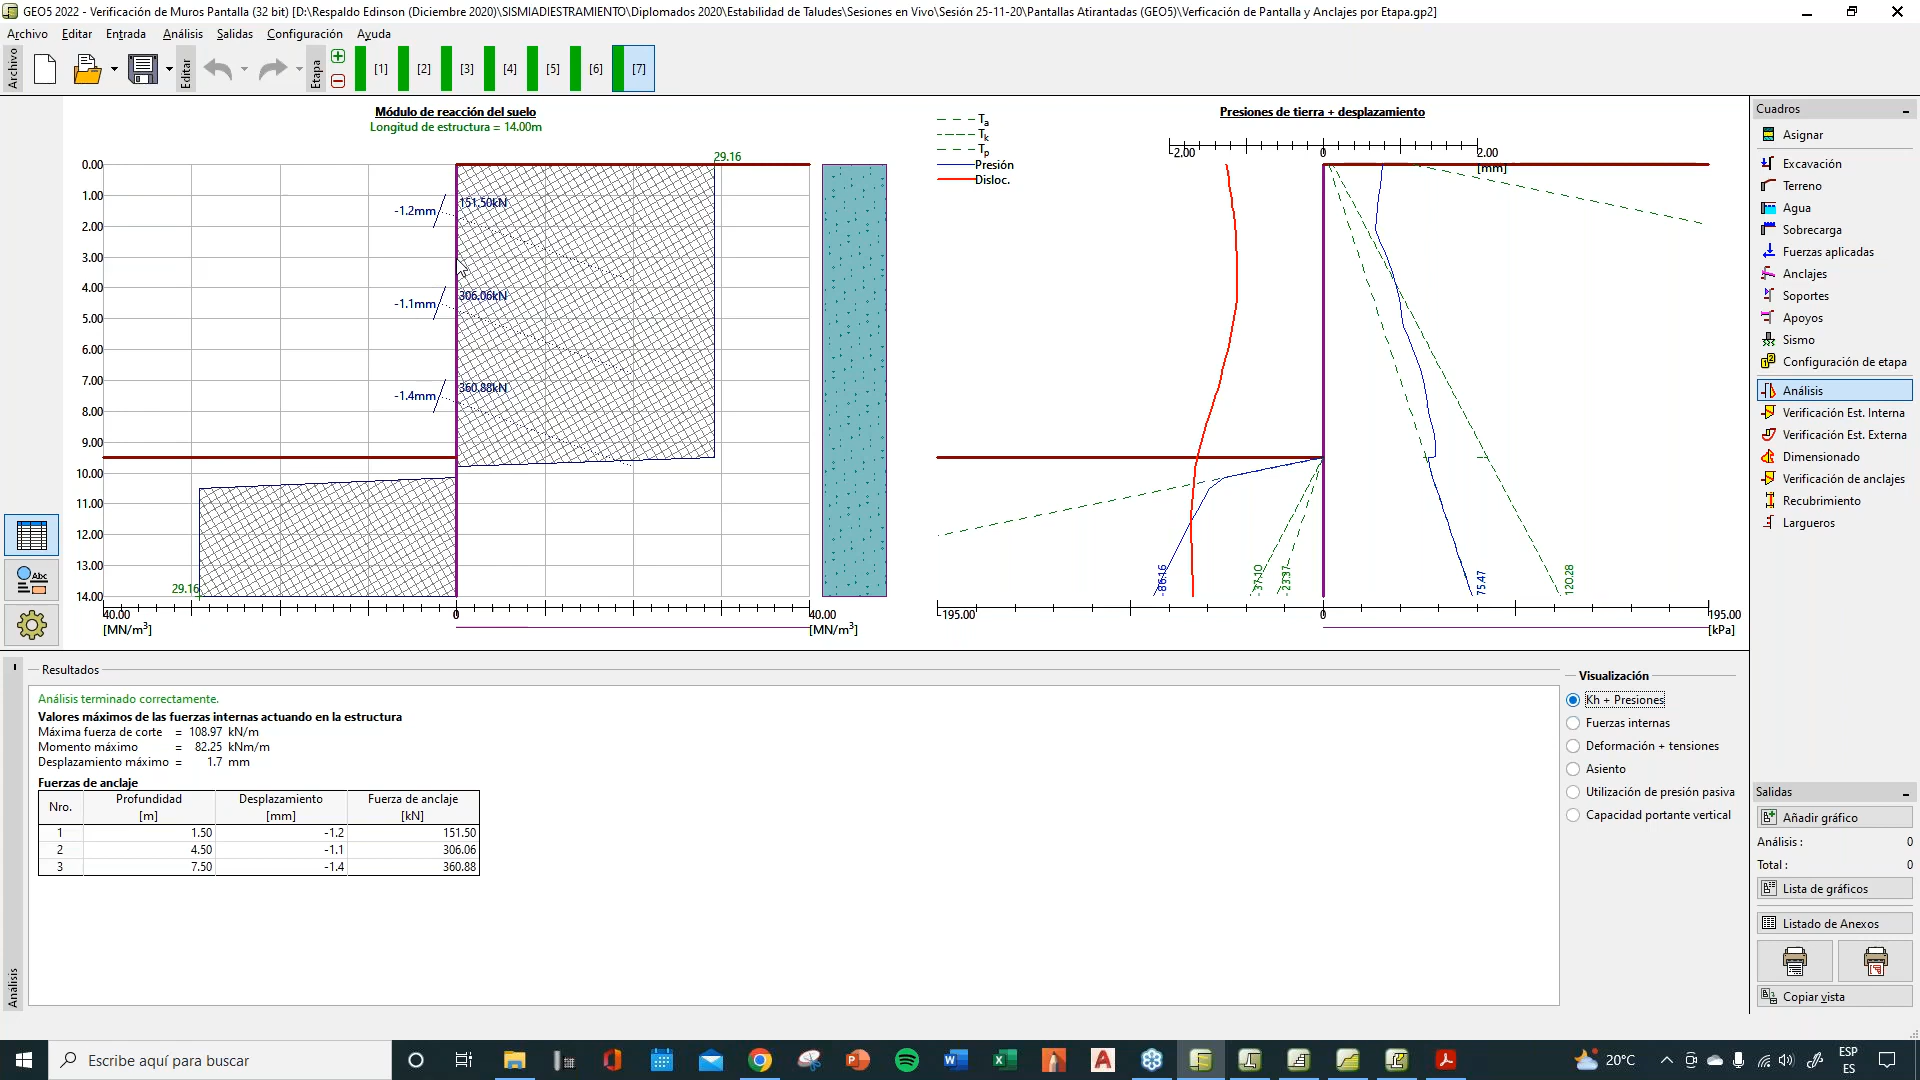 GEO5 2022 - Verificación de Muros Pantalla (32 bit) [D:\Respaldo Edinson (Diciembre 2020)\SISMIADIESTRAMIENTO\Diplomados 2020\Estabilidad de Taludes\Sesiones en Vivo\Sesión 25-11-20\Pantallas Atirantadas (GEO5)\Verficación de Pantalla y Anclajes por Etapa.gp2]
Archivo Editar Entrada Análisis Salidas Configuración Ayuda
Archivo
Editar
Etapa
[1] [2] [3] [4] [5] [6] [7]
Módulo de reacción del suelo
Longitud de estructura = 14.00m
29.16
0.00
1.00
2.00
3.00
4.00
5.00
6.00
7.00
8.00
9.00
10.00
11.00
12.00
13.00
14.00
-1.2mm 151.50kN
-1.1mm 306.06kN
-1.4mm 360.88kN
29.16
40.00 0 40.00
[MN/m³] [MN/m³]
Ta
Tk
Tp
Presión
Disloc.
Presiones de tierra + desplazamiento
-2.00 0 2.00
[mm]
-86.16 -37.10 -23.37 75.47 120.28
-195.00 0 195.00
[kPa]
Cuadros
Asignar
Excavación
Terreno
Agua
Sobrecarga
Fuerzas aplicadas
Anclajes
Soportes
Apoyos
Sismo
Configuración de etapa
Análisis
Verificación Est. Interna
Verificación Est. Externa
Dimensionado
Verificación de anclajes
Recubrimiento
Largueros
Resultados
Análisis terminado correctamente.
Valores máximos de las fuerzas internas actuando en la estructura
Máxima fuerza de corte = 108.97 kN/m
Momento máximo = 82.25 kNm/m
Desplazamiento máximo = 1.7 mm
Fuerzas de anclaje
Nro. Profundidad Desplazamiento Fuerza de anclaje
[m] [mm] [kN]
1 1.50 -1.2 151.50
2 4.50 -1.1 306.06
3 7.50 -1.4 360.88
Análisis
Visualización
Kh + Presiones
Fuerzas internas
Deformación + tensiones
Asiento
Utilización de presión pasiva
Capacidad portante vertical
Salidas
Añadir gráfico
Análisis : 0
Total : 0
Lista de gráficos
Listado de Anexos
Copiar vista
Abc
Escribe aquí para buscar
20°C
ESP
ES